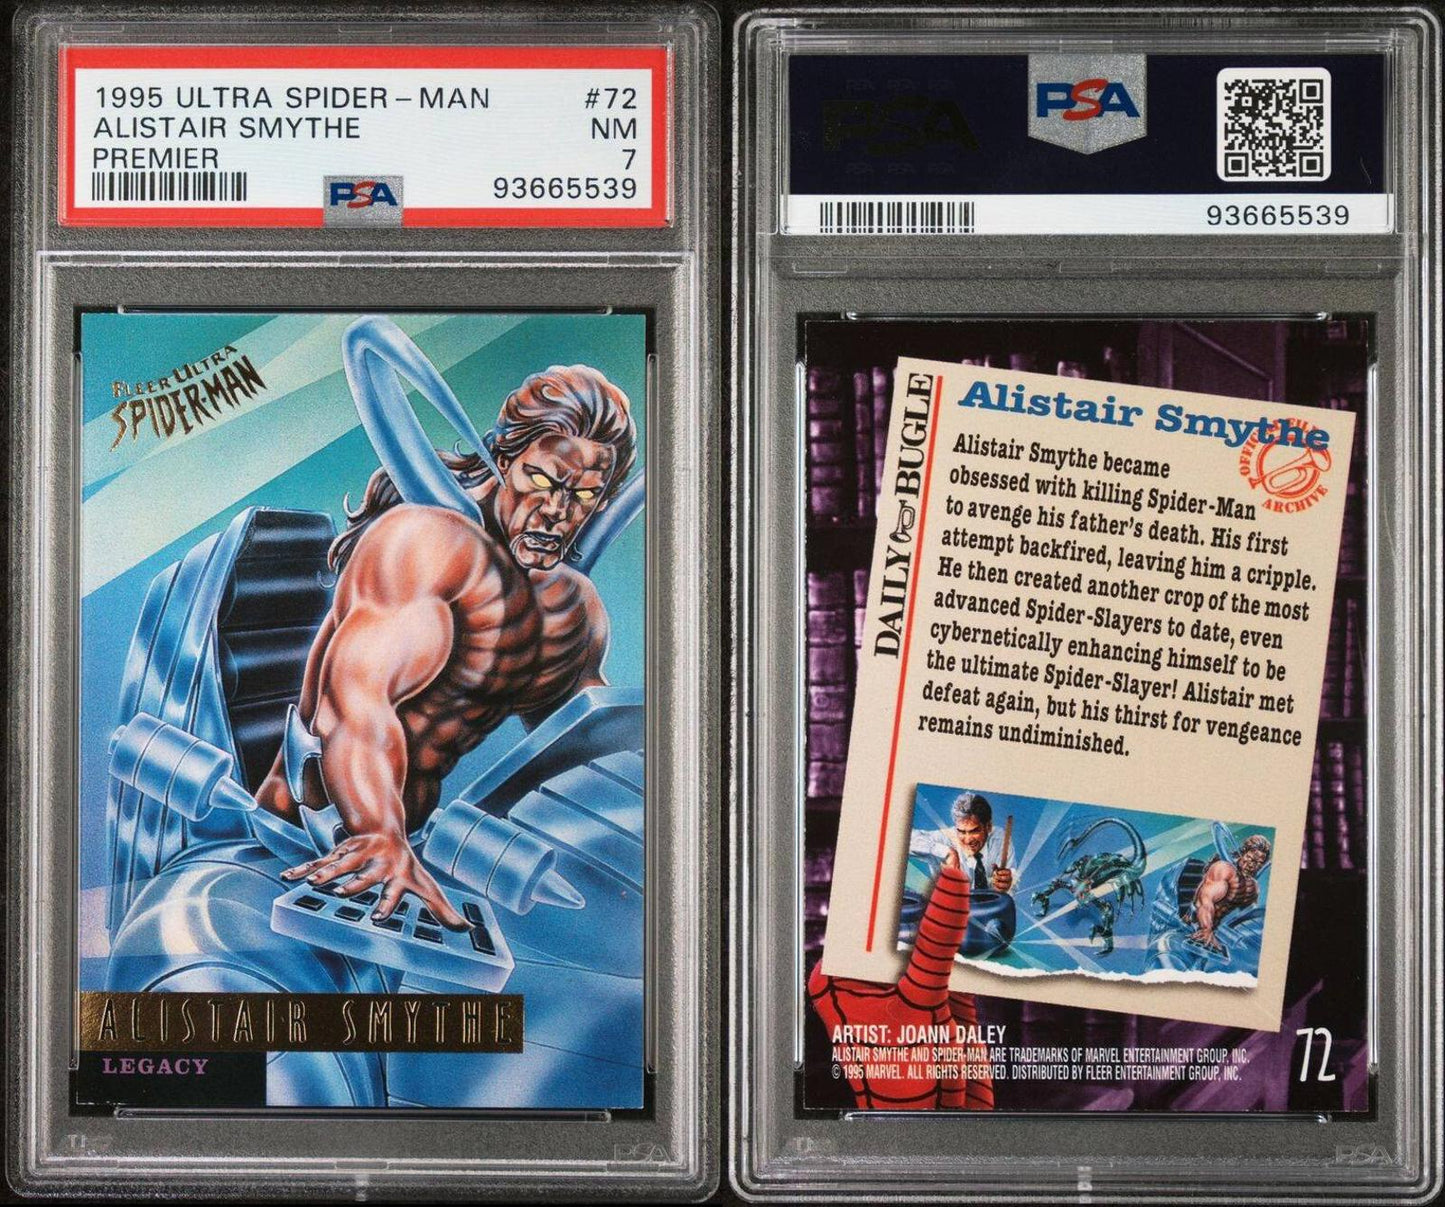 1995 ULTRA SPIDER-MAN #72
ALISTAIR SMYTHE NM
PREMIER 7
PSA 93665539
FLEER ULTRA
SPIDER-MAN
ALISTAIR SMYTHE
LEGACY
PSA
PSA
PSA
93665539
DAILY BUGLE
Alistair Smythe
OFFICIAL FILE
ARCHIVE
Alistair Smythe became
obsessed with killing Spider-Man
to avenge his father's death. His first
attempt backfired, leaving him a cripple.
He then created another crop of the most
advanced Spider-Slayers to date, even
cybernetically enhancing himself to be
the ultimate Spider-Slayer! Alistair met
defeat again, but his thirst for vengeance
remains undiminished.
ARTIST: JOANN DALEY
ALISTAIR SMYTHE AND SPIDER-MAN ARE TRADEMARKS OF MARVEL ENTERTAINMENT GROUP, INC.
© 1995 MARVEL. ALL RIGHTS RESERVED. DISTRIBUTED BY FLEER ENTERTAINMENT GROUP, INC.
72
PSA